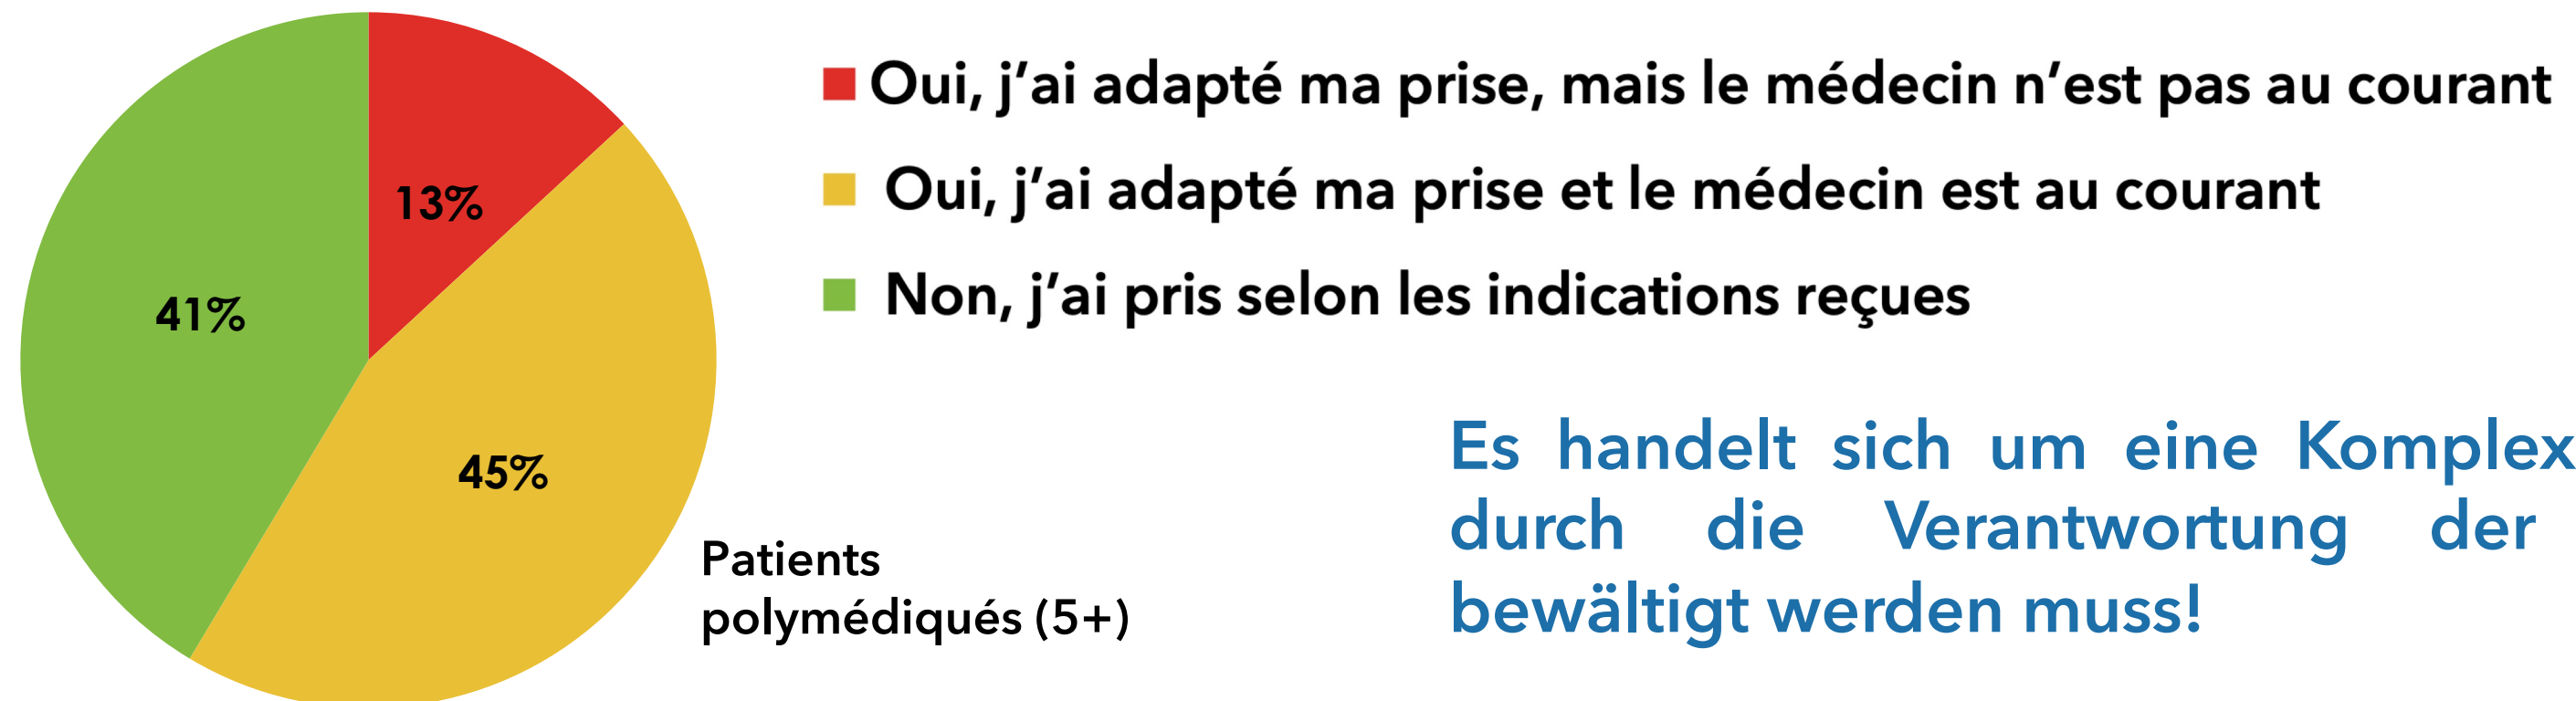 13%
41%
45%
Oui, j’ai adapté ma prise, mais le médecin n’est pas au courant
Oui, j’ai adapté ma prise et le médecin est au courant
Non, j’ai pris selon les indications reçues
Patients
polymédiqués (5+)
Es handelt sich um eine Komplex
durch die Verantwortung der
bewältigt werden muss!